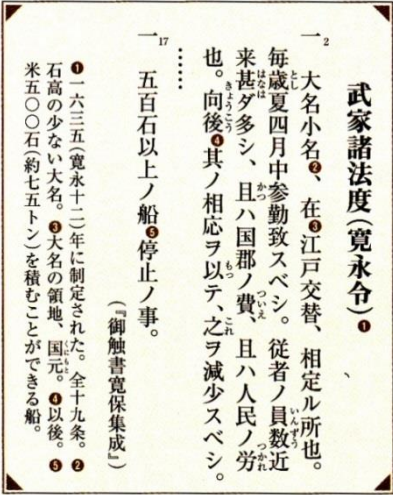 武家諸法度(寛永令)❶
一2 大名小名❷、在❸江戸交替、相定ル所也。
毎歳夏四月中参勤致スベシ。従者ノ員数近
来甚ダ多シ、且ハ国郡ノ費、且ハ人民ノ労
也。向後❹其ノ相応ヲ以テ、之ヲ減少スベシ。
……
一17 五百石以上ノ船❺停止ノ事。
(『御触書寛保集成』)
❶一六三五(寛永十二)年に制定された。全十九条。❷
石高の少ない大名。❸大名の領地、国元。❹以後。❺
米五〇〇石(約七五トン)を積むことができる船。